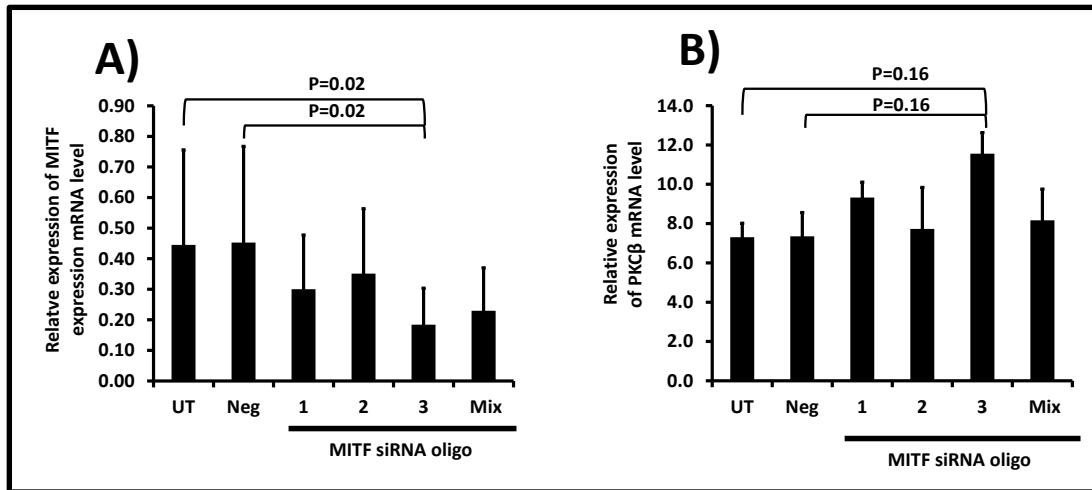 A)
P=0.02
P=0.02
Relatve expression of MITF
expression mRNA level
0.90
0.80
0.70
0.60
0.50
0.40
0.30
0.20
0.10
0.00
UT Neg 1 2 3 Mix
MITF siRNA oligo
B)
P=0.16
P=0.16
Relative expression
of PKCβ mRNA level
14.0
12.0
10.0
8.0
6.0
4.0
2.0
0.0
UT Neg 1 2 3 Mix
MITF siRNA oligo